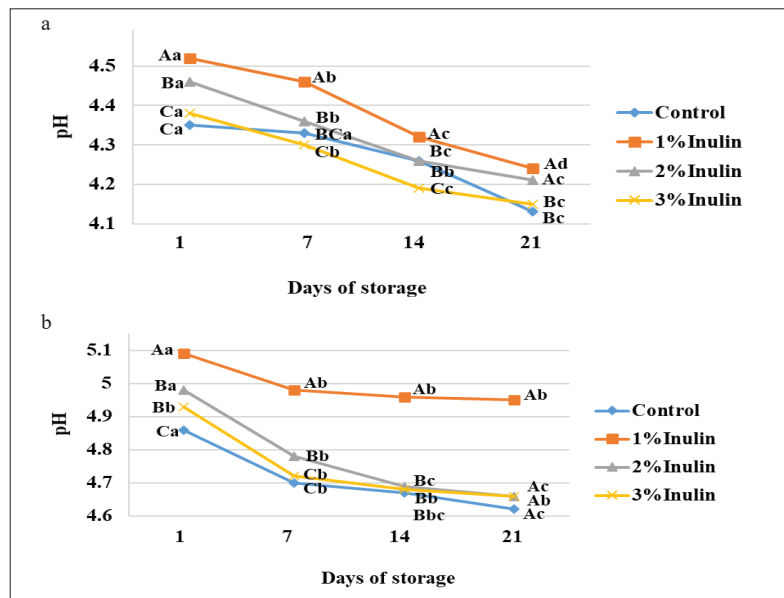 a
4.5
4.4
4.3
4.2
4.1
pH
Aa
Ba
Ca
Ca
Ab
Bb
BCa
Cb
Ac
Bc
Bb
Cc
Ad
Ac
Bc
Bc
1 7 14 21
Days of storage
Control
1%Inulin
2%Inulin
3%Inulin
b
5.1
5
4.9
4.8
4.7
4.6
pH
Aa
Ba
Bb
Ca
Ab
Bb
Cb
Cb
Ab
Bc
Bb
Bbc
Ab
Ac
Ab
Ac
1 7 14 21
Days of storage
Control
1%Inulin
2%Inulin
3%Inulin